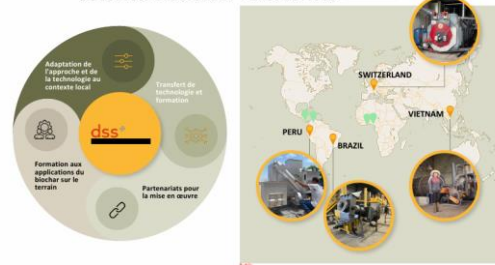 Adaptation de
l'approche et de
la technologie au
contexte local
Transfert de
technologie et
formation
dss+
Formation aux
applications du
biochar sur le
terrain
Partenariats pour
la mise en œuvre
SWITZERLAND
PERU
BRAZIL
VIETNAM